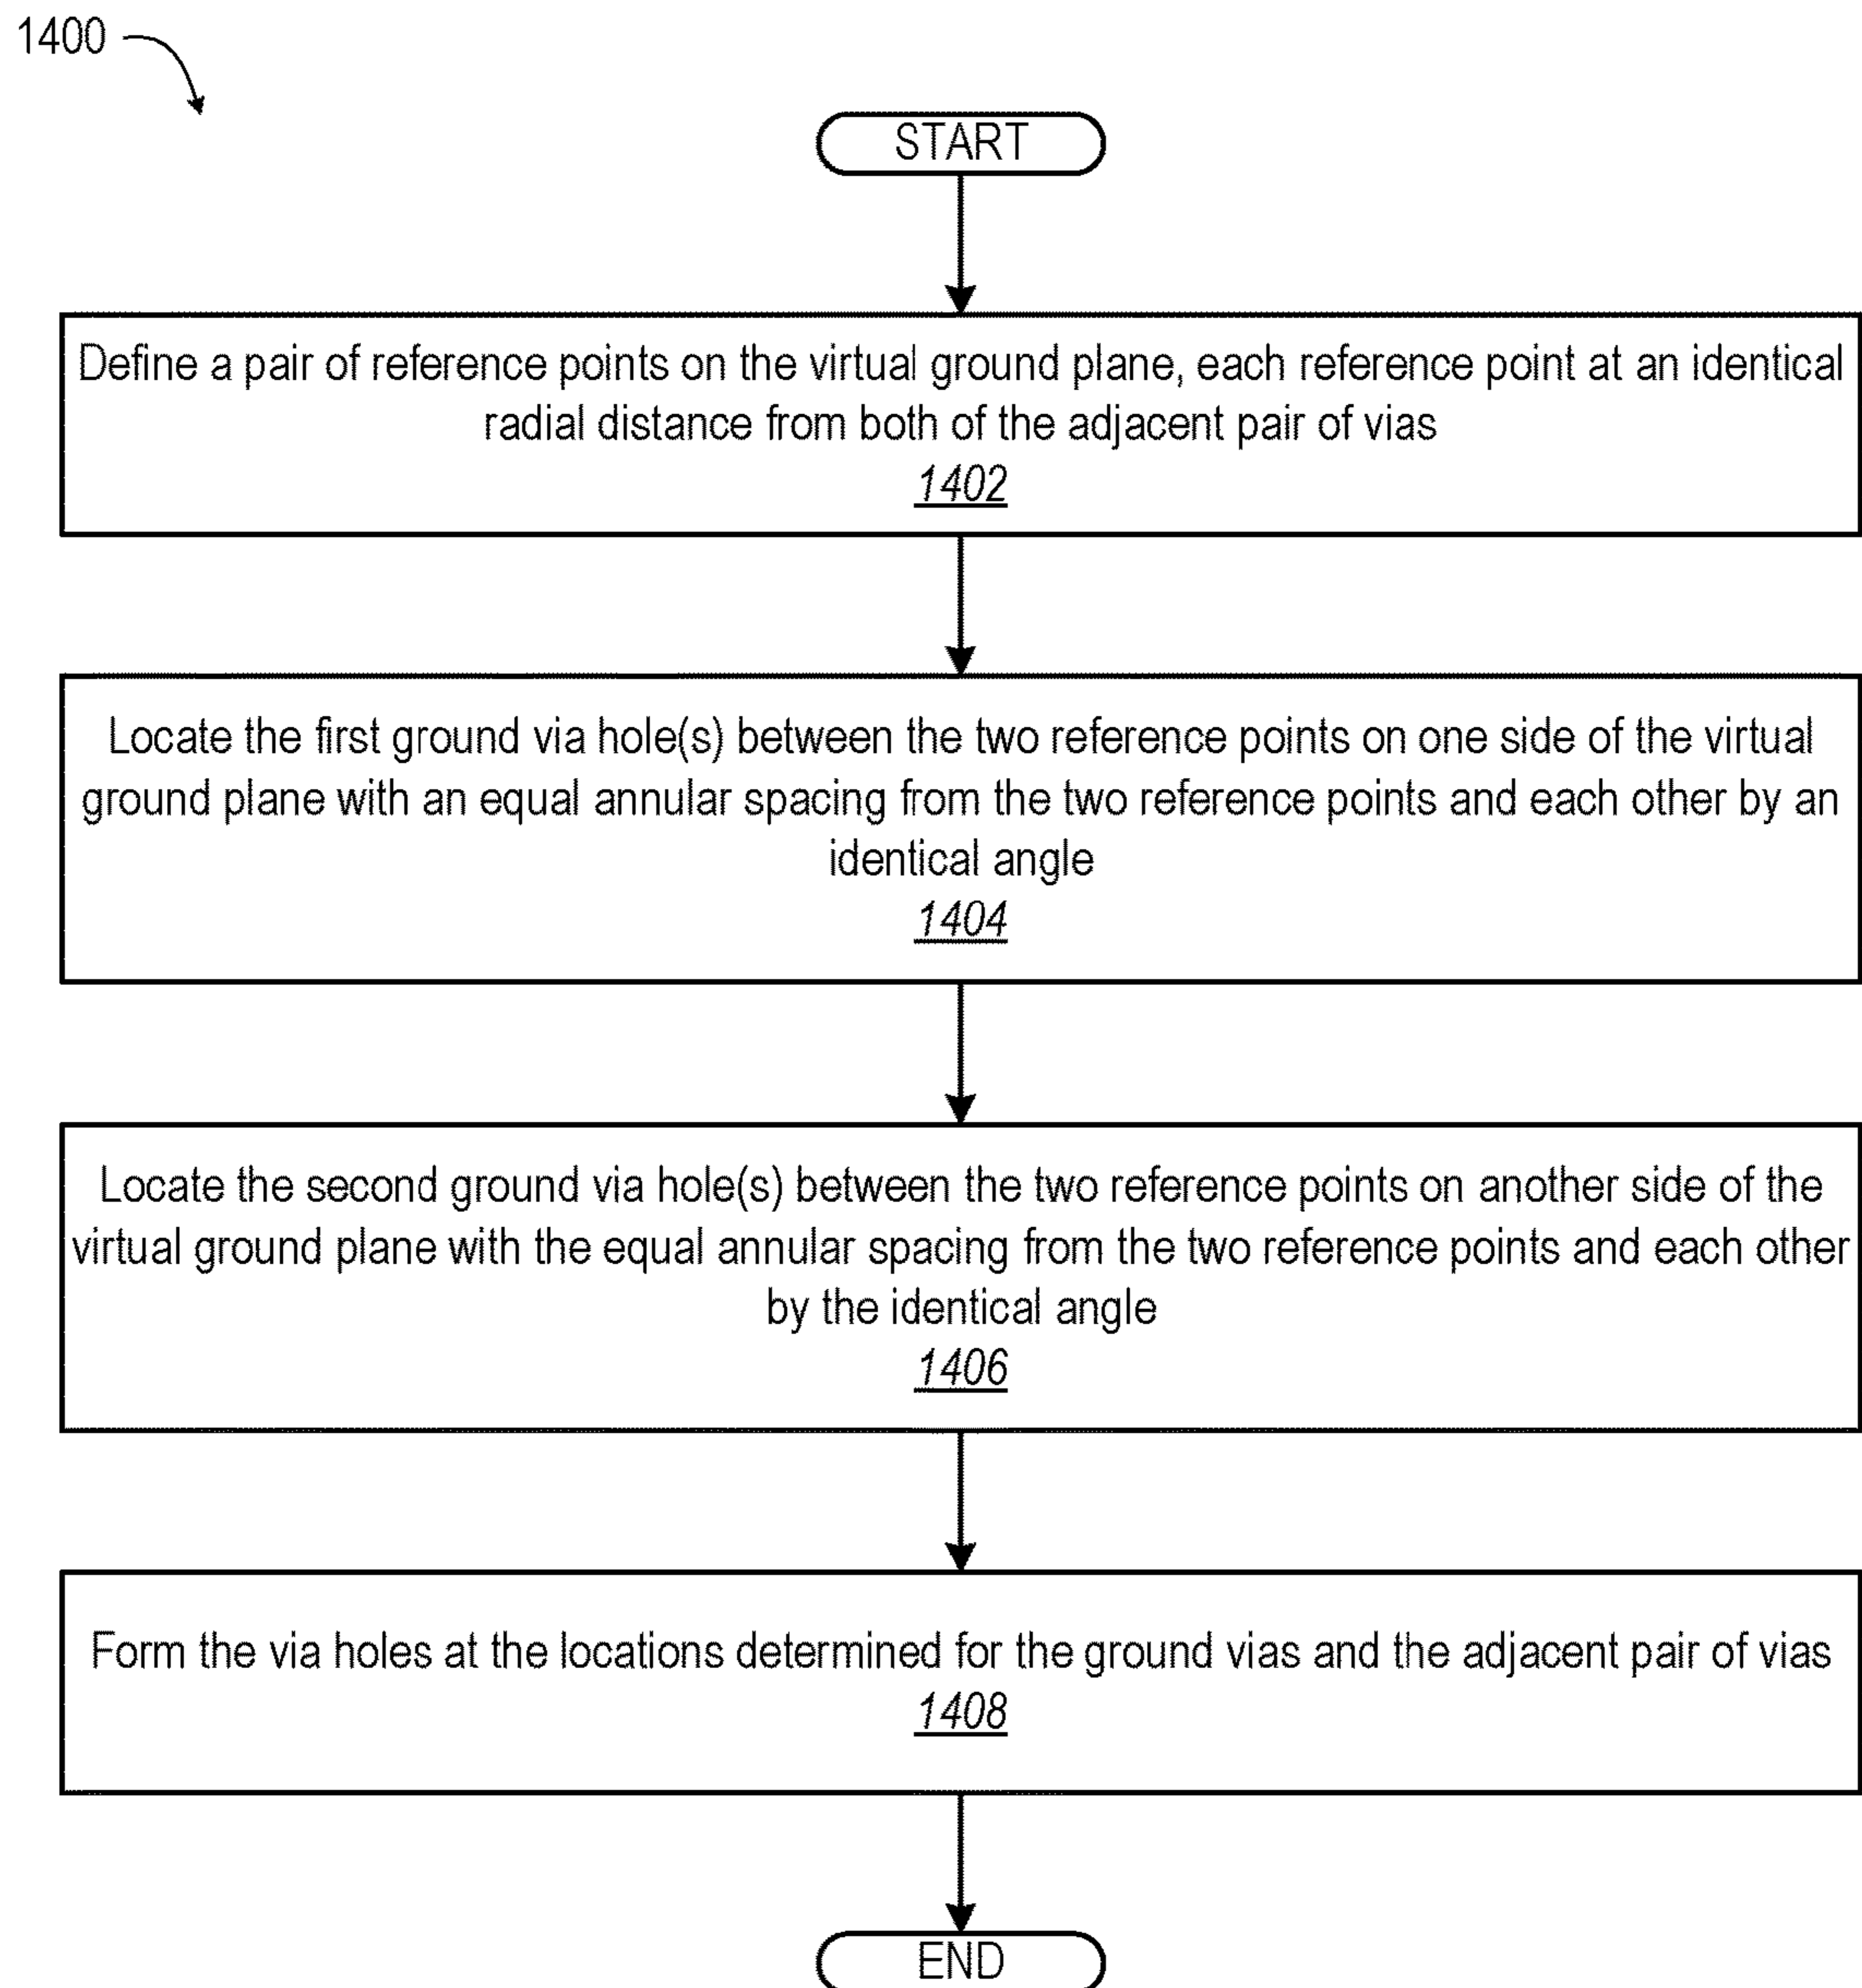 1400
START
Define a pair of reference points on the virtual ground plane, each reference point at an identical
radial distance from both of the adjacent pair of vias
1402
Locate the first ground via hole(s) between the two reference points on one side of the virtual
ground plane with an equal annular spacing from the two reference points and each other by an
identical angle
1404
Locate the second ground via hole(s) between the two reference points on another side of the
virtual ground plane with the equal annular spacing from the two reference points and each other
by the identical angle
1406
Form the via holes at the locations determined for the ground vias and the adjacent pair of vias
1408
END